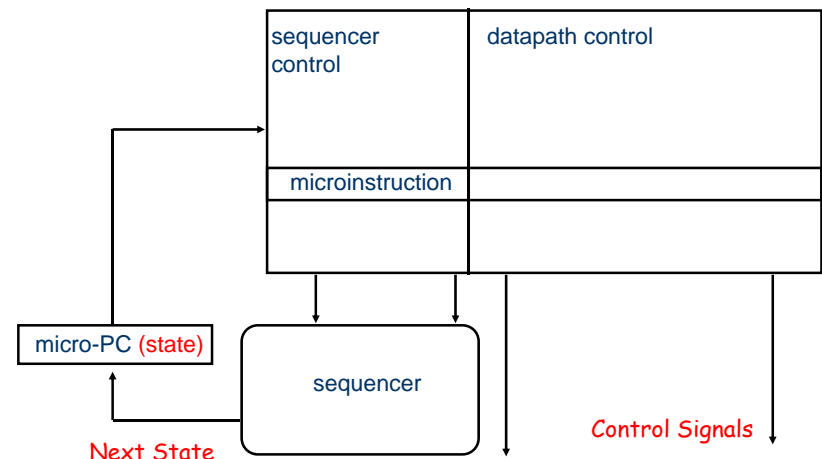 sequencer
control
datapath control
microinstruction
micro-PC (state)
sequencer
Control Signals
Next State